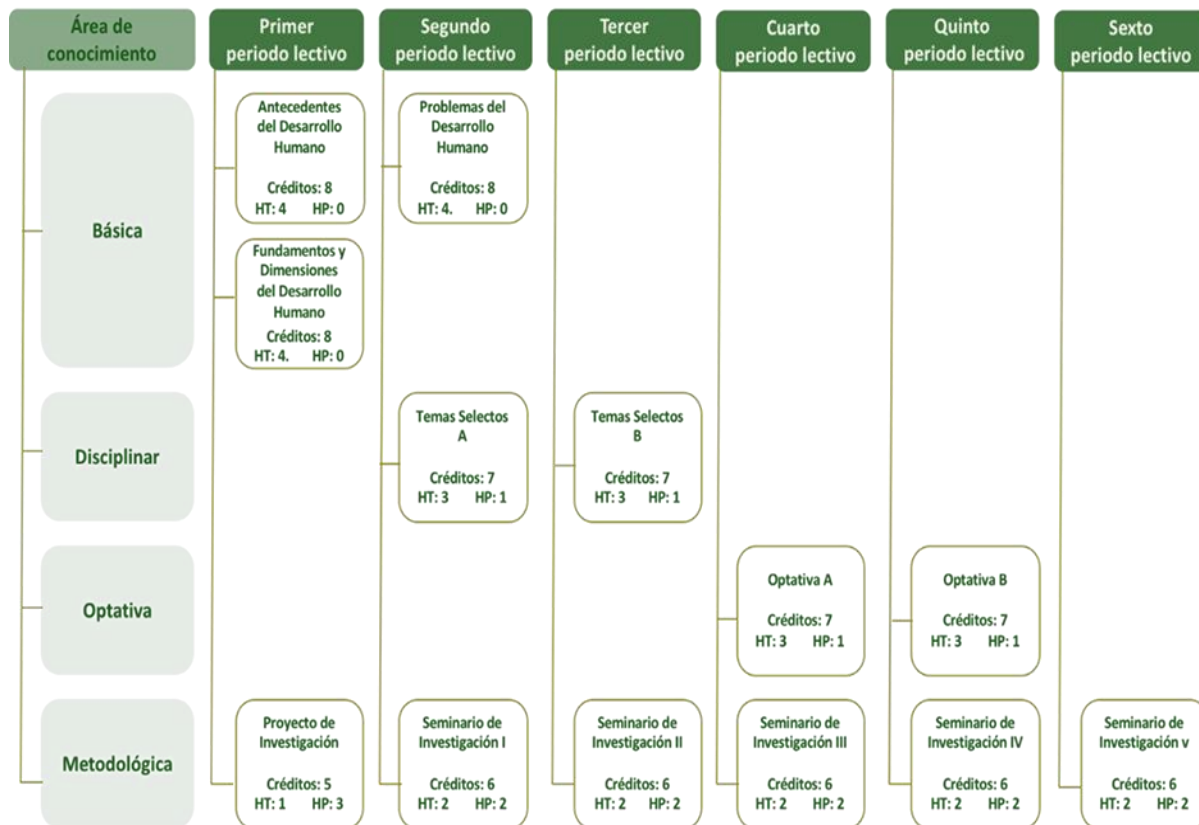 Área de
conocimiento
Primer
periodo lectivo
Segundo
periodo lectivo
Tercer
periodo lectivo
Cuarto
periodo lectivo
Quinto
periodo lectivo
Sexto
periodo lectivo
Básica
Antecedentes
del Desarrollo
Humano
Créditos: 8
HT: 4 HP: 0
Problemas del
Desarrollo
Humano
Créditos: 8
HT: 4. HP: 0
Fundamentos y
Dimensiones
del Desarrollo
Humano
Créditos: 8
HT: 4. HP: 0
Disciplinar
Temas Selectos
A
Créditos: 7
HT: 3 HP: 1
Temas Selectos
B
Créditos: 7
HT: 3 HP: 1
Optativa
Optativa A
Créditos: 7
HT: 3 HP: 1
Optativa B
Créditos: 7
HT: 3 HP: 1
Metodológica
Proyecto de
Investigación
Créditos: 5
HT: 1 HP: 3
Seminario de
Investigación I
Créditos: 6
HT: 2 HP: 2
Seminario de
Investigación II
Créditos: 6
HT: 2 HP: 2
Seminario de
Investigación III
Créditos: 6
HT: 2 HP: 2
Seminario de
Investigación IV
Créditos: 6
HT: 2 HP: 2
Seminario de
Investigación v
Créditos: 6
HT: 2 HP: 2